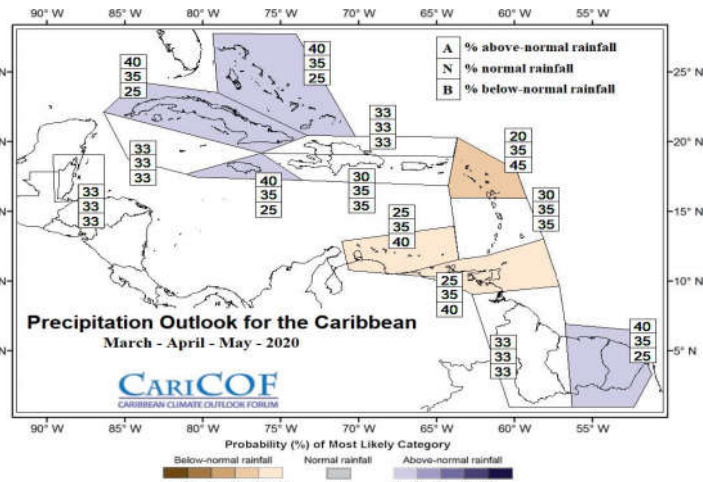 90°W 85°W 80°W 75°W 70°W 65°W 60°W 55°W
A % above-normal rainfall
N % normal rainfall
B % below-normal rainfall
25°N
25°N
20°N
20°N
15°N
15°N
10°N
10°N
5°N
5°N
40
35
25
40
35
25
33
33
33
20
35
45
33
33
33
33
33
33
40
35
25
30
35
35
30
35
35
25
35
40
25
35
40
40
35
25
33
33
33
Precipitation Outlook for the Caribbean
March - April - May - 2020
CARICOF
CARIBBEAN CLIMATE OUTLOOK FORUM
90°W 85°W 80°W 75°W 70°W 65°W 60°W 55°W
Probability (%) of Most Likely Category
Below-normal rainfall Normal rainfall Above-normal rainfall